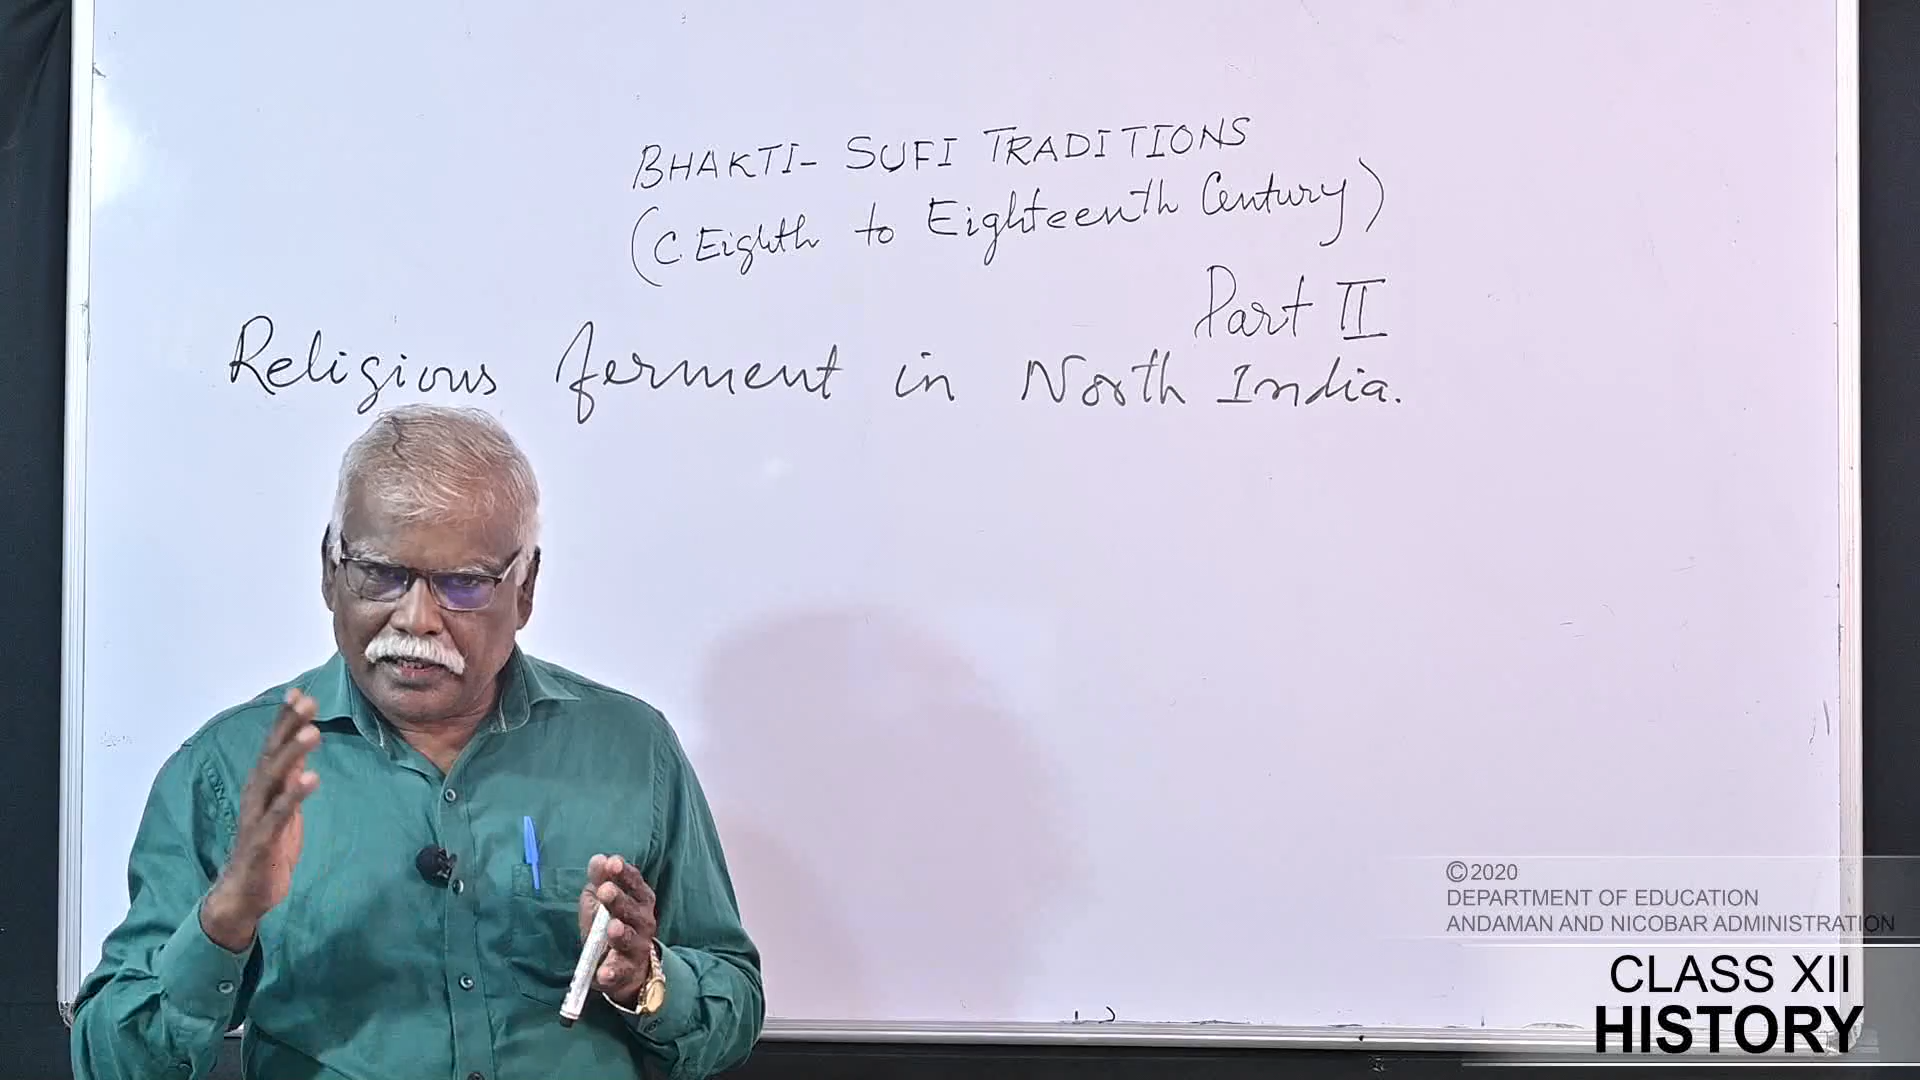 BHAKTI- SUFI TRADITIONS
(C. Eighth to Eighteenth Century)
Part II
Religious ferment in North India.
©2020
DEPARTMENT OF EDUCATION
ANDAMAN AND NICOBAR ADMINISTRATION
CLASS XII
HISTORY